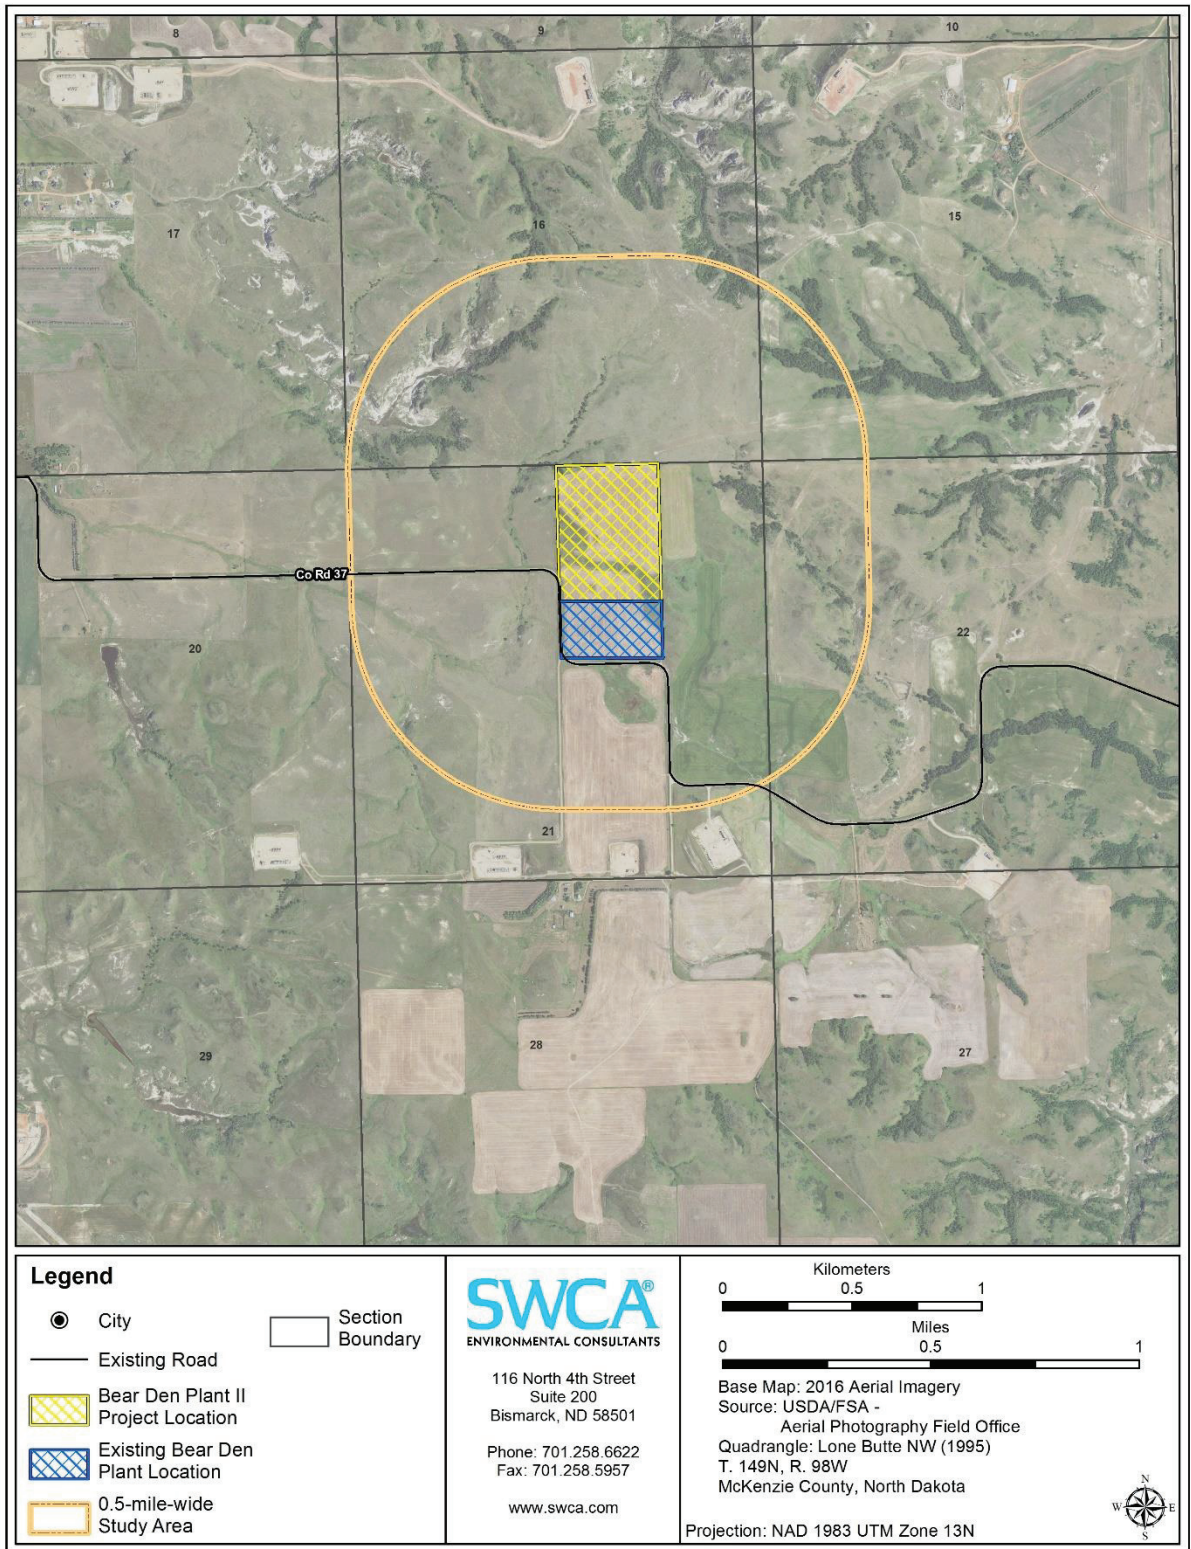 8
9
10
17
16
15
Co Rd 37
20
22
21
29
28
27
Legend
City
Section
Boundary
Existing Road
Bear Den Plant II
Project Location
Existing Bear Den
Plant Location
0.5-mile-wide
Study Area
SWCA®
ENVIRONMENTAL CONSULTANTS
116 North 4th Street
Suite 200
Bismarck, ND 58501
Phone: 701.258.6622
Fax: 701.258.5957
www.swca.com
Kilometers
0 0.5 1
Miles
0 0.5 1
Base Map: 2016 Aerial Imagery
Source: USDA/FSA -
Aerial Photography Field Office
Quadrangle: Lone Butte NW (1995)
T. 149N, R. 98W
McKenzie County, North Dakota
N
W E
S
Projection: NAD 1983 UTM Zone 13N